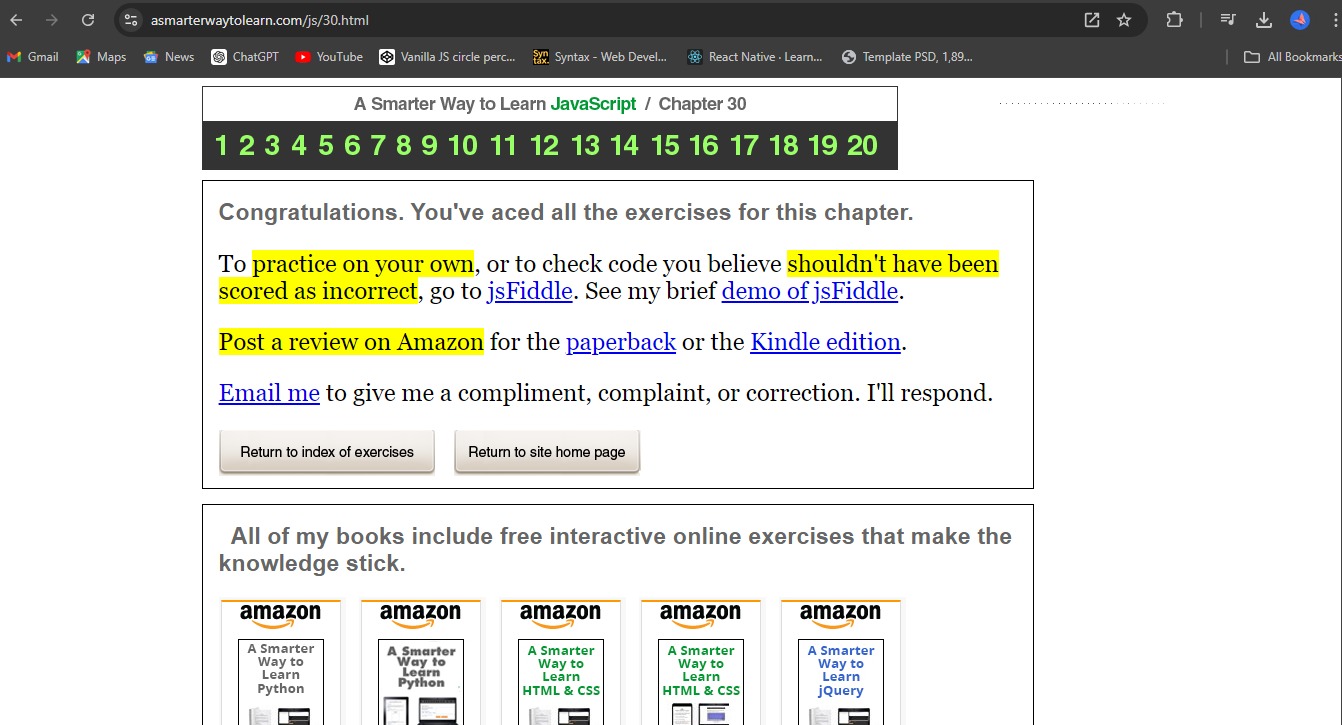 asmarterwaytolearn.com/js/30.html
Gmail Maps News ChatGPT YouTube Vanilla JS circle perc... Syntax - Web Devel... React Native · Learn... Template PSD, 1,89... All Bookmarks
A Smarter Way to Learn JavaScript / Chapter 30
1 2 3 4 5 6 7 8 9 10 11 12 13 14 15 16 17 18 19 20
Congratulations. You've aced all the exercises for this chapter.
To practice on your own, or to check code you believe shouldn't have been
scored as incorrect, go to jsFiddle. See my brief demo of jsFiddle.
Post a review on Amazon for the paperback or the Kindle edition.
Email me to give me a compliment, complaint, or correction. I'll respond.
Return to index of exercises Return to site home page
All of my books include free interactive online exercises that make the
knowledge stick.
amazon amazon amazon amazon amazon
A Smarter
Way to
Learn
Python
A Smarter
Way to
Learn
Python
A Smarter
Way to
Learn
HTML & CSS
A Smarter
Way to
Learn
HTML & CSS
A Smarter
Way to
Learn
jQuery